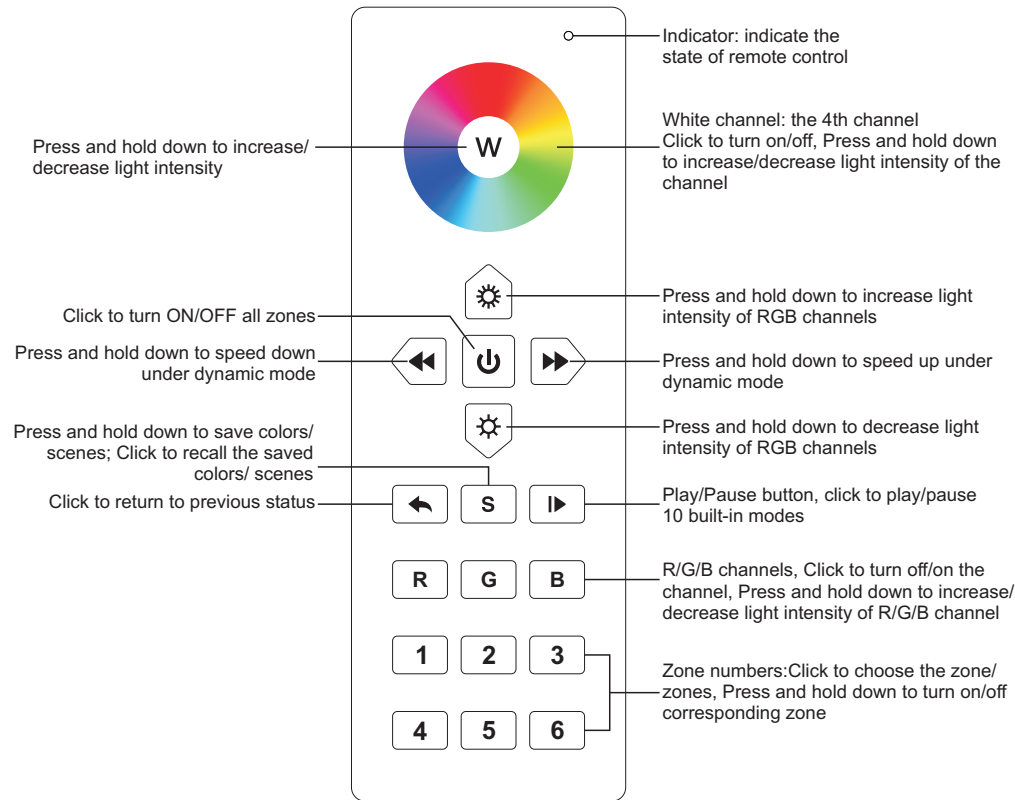 Indicator: indicate the
state of remote control
White channel: the 4th channel
Click to turn on/off, Press and hold down
to increase/decrease light intensity of the
channel
Press and hold down to increase/
decrease light intensity
W
Press and hold down to increase light
intensity of RGB channels
Click to turn ON/OFF all zones
Press and hold down to speed down
under dynamic mode
Press and hold down to speed up under
dynamic mode
Press and hold down to decrease light
intensity of RGB channels
Press and hold down to save colors/
scenes; Click to recall the saved
colors/ scenes
Click to return to previous status
S
Play/Pause button, click to play/pause
10 built-in modes
R G B
R/G/B channels, Click to turn off/on the
channel, Press and hold down to increase/
decrease light intensity of R/G/B channel
1 2 3
Zone numbers:Click to choose the zone/
zones, Press and hold down to turn on/off
corresponding zone
4 5 6